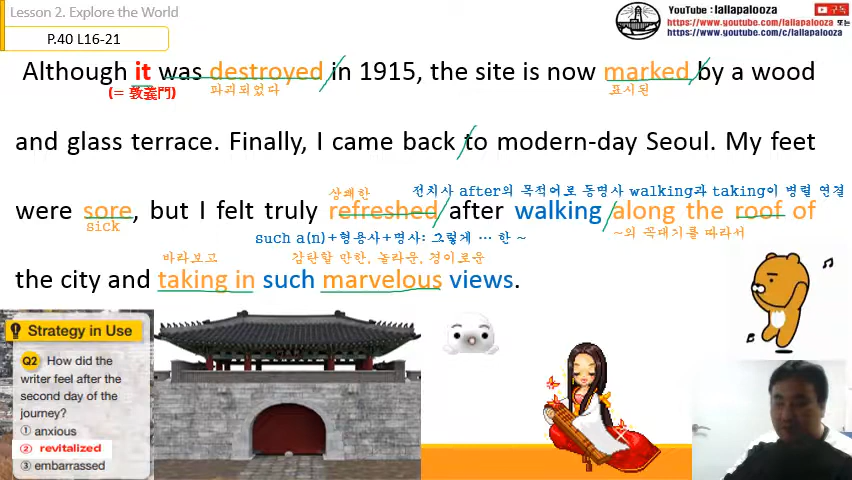 Lesson 2. Explore the World
P.40 L16-21
YouTube : lallapalooza
구독
https://www.youtube.com/lallapalooza 또는
https://www.youtube.com/c/lallapalooza
Although it was destroyed in 1915, the site is now marked by a wood
(= 敦義門) 파괴되었다 표시된
and glass terrace. Finally, I came back to modern-day Seoul. My feet
상쾌한 전치사 after의 목적어로 동명사 walking과 taking이 병렬 연결
were sore, but I felt truly refreshed after walking along the roof of
sick such a(n)+형용사+명사: 그렇게 … 한 ~ ~의 꼭대기를 따라서
바라보고 감탄할 만한, 놀라운, 경이로운
the city and taking in such marvelous views.
Strategy in Use
Q2 How did the
writer feel after the
second day of the
journey?
① anxious
② revitalized
③ embarrassed